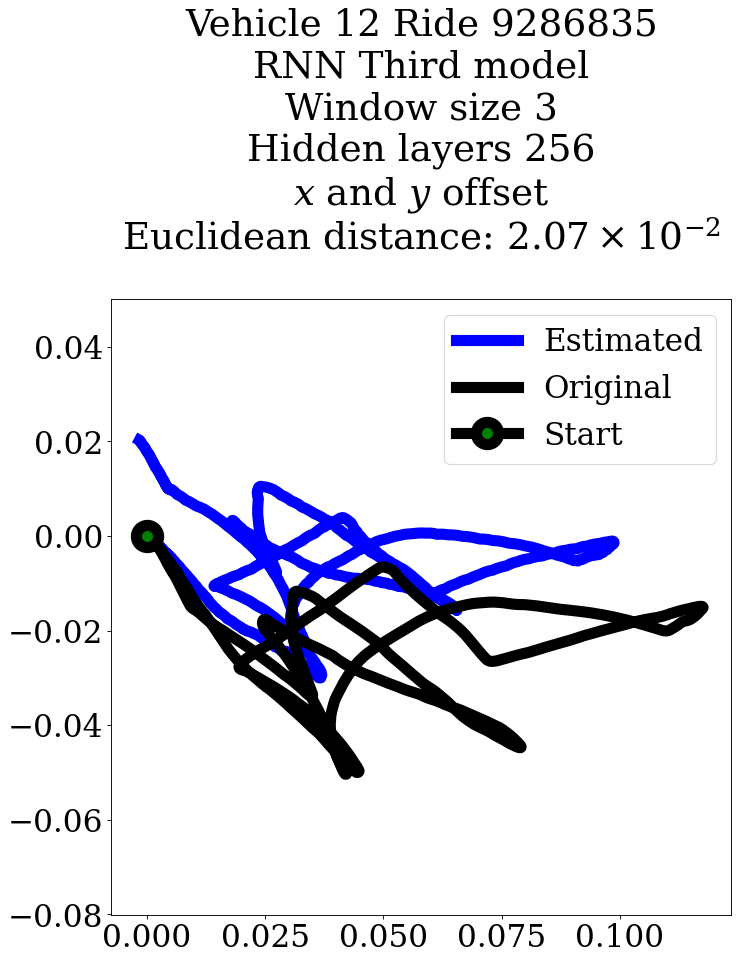 Vehicle 12 Ride 9286835
RNN Third model
Window size 3
Hidden layers 256
x and y offset
Euclidean distance: 2.07 × 10⁻²
Estimated
Original
Start
0.04
0.02
0.00
−0.02
−0.04
−0.06
−0.08
0.000 0.025 0.050 0.075 0.100